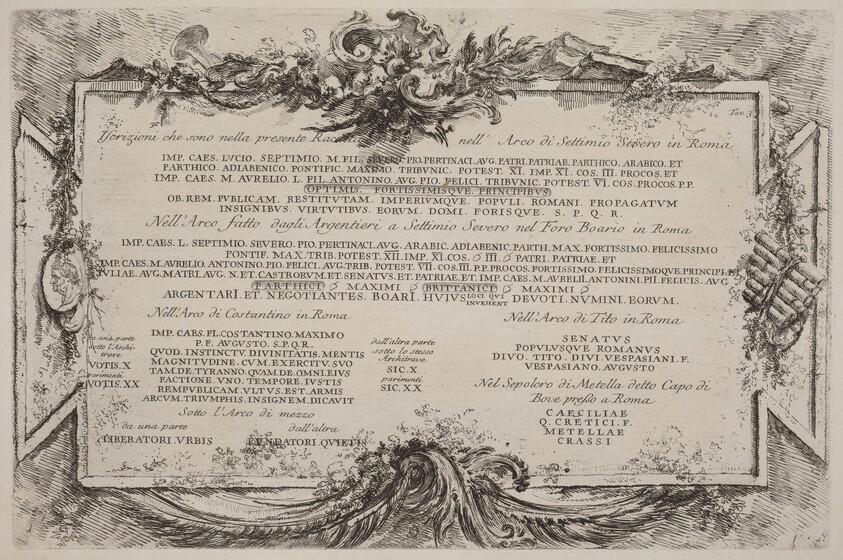 Tav. 3
Iscrizioni che sono nella presente nell' Arco di Settimio Severo in Roma
IMP. CAES. LVCIO. SEPTIMIO. M. FIL. SEVERO. PIO. PERTINACI. AVG. PATRI. PATRIAE. PARTHICO. ARABICO. ET
PARTHICO. ADIABENICO. PONTIFIC. MAXIMO. TRIBVNIC. POTEST. XI. IMP. XI. COS. III. PROCOS. ET
IMP. CAES. M. AVRELIO. L. FIL. ANTONINO. AVG. PIO. FELICI. TRIBVNIC. POTEST. VI. COS. PROCOS. P.P.
OPTIMIS. FORTISSIMISQVE. PRINCIPIBVS
OB. REM. PVBLICAM. RESTITVTAM. IMPERIVMQVE. POPVLI. ROMANI. PROPAGATVM
INSIGNIBVS. VIRTVTIBVS. EORVM. DOMI. FORISQVE. S. P. Q. R.
Nell' Arco fatto dagli Argentieri a Settimio Severo nel Foro Boario in Roma
IMP. CAES. L. SEPTIMIO. SEVERO. PIO. PERTINACI. AVG. ARABIC. ADIABENIC. PARTH. MAX. FORTISSIMO. FELICISSIMO
PONTIF. MAX. TRIB. POTEST. XII. IMP. XI. COS. III. PATRI. PATRIAE. ET
IMP. CAES. M. AVRELIO. ANTONINO. PIO. FELICI. AVG. TRIB. POTEST. VII. COS. III. P.P. PROCOS. FORTISSIMO. FELICISSIMOQVE. PRINCIPI. ET
IVLIAE. AVG. MATRI. AVG. N. ET. CASTRORVM. ET. SENATVS. ET. PATRIAE. ET. IMP. CAES. M. AVRELII. ANTONINI. PII. FELICIS. AVG
PARTHICI MAXIMI BRITTANICI MAXIMI
ARGENTARI. ET. NEGOTIANTES. BOARI. HVIVS LOCI QVI INVEHENT DEVOTI. NVMINI. EORVM.
Nell' Arco di Costantino in Roma
IMP. CAES. FL. COSTANTINO. MAXIMO
P. F. AVGVSTO. S.P.Q.R.
QVOD. INSTINCTV. DIVINITATIS. MENTIS
MAGNITVDINE. CVM. EXERCITV. SVO
TAM. DE. TYRANNO. QVAM. DE. OMNI. EIVS
FACTIONE. VNO. TEMPORE. IVSTIS
REMPVBLICAM. VLTVS. EST. ARMIS
ARCVM. TRIVMPHIS. INSIGNEM. DICAVIT
da una parte
sotto l'Archi-
trave
VOTIS. X
parimenti
VOTIS. XX
dall'altra parte
sotto lo stesso
Architrave
SIC. X
parimenti
SIC. XX
Sotto l'Arco di mezzo
da una parte
LIBERATORI. VRBIS
dall'altra
FVNDATORI. QVIETIS
Nell' Arco di Tito in Roma
SENATVS
POPVLVSQVE ROMANVS
DIVO. TITO. DIVI. VESPASIANI. F.
VESPASIANO. AVGVSTO
Nel Sepolcro di Metella detto Capo di
Bove presso a Roma
CAECILIAE
Q. CRETICI. F.
METELLAE
CRASSI